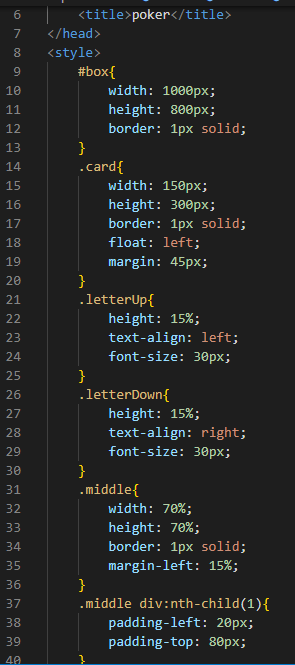 6 <title>poker</title>
7 </head>
8 <style>
9 #box{
10 width: 1000px;
11 height: 800px;
12 border: 1px solid;
13 }
14 .card{
15 width: 150px;
16 height: 300px;
17 border: 1px solid;
18 float: left;
19 margin: 45px;
20 }
21 .letterUp{
22 height: 15%;
23 text-align: left;
24 font-size: 30px;
25 }
26 .letterDown{
27 height: 15%;
28 text-align: right;
29 font-size: 30px;
30 }
31 .middle{
32 width: 70%;
33 height: 70%;
34 border: 1px solid;
35 margin-left: 15%;
36 }
37 .middle div:nth-child(1){
38 padding-left: 20px;
39 padding-top: 80px;
40 }